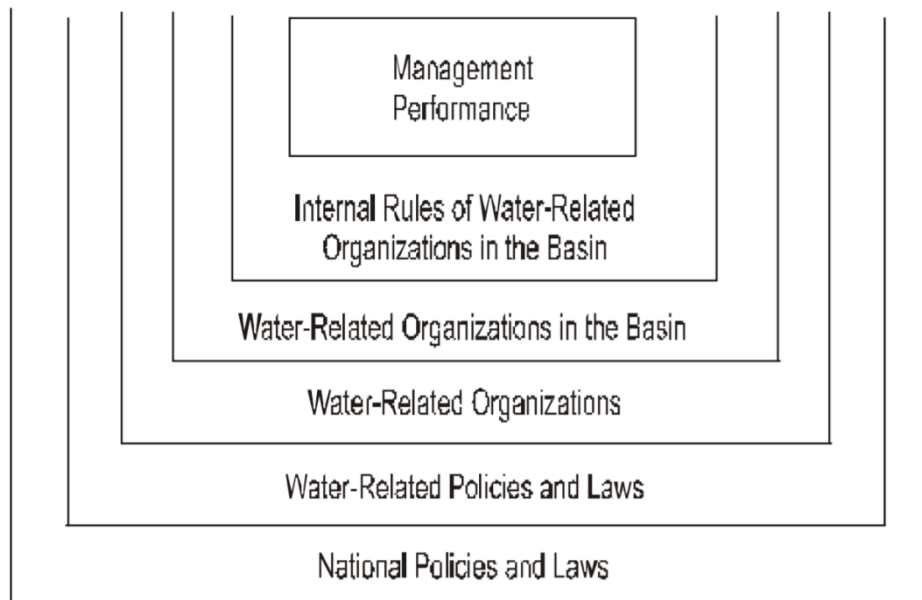 Management
Performance
Internal Rules of Water-Related
Organizations in the Basin
Water-Related Organizations in the Basin
Water-Related Organizations
Water-Related Policies and Laws
National Policies and Laws